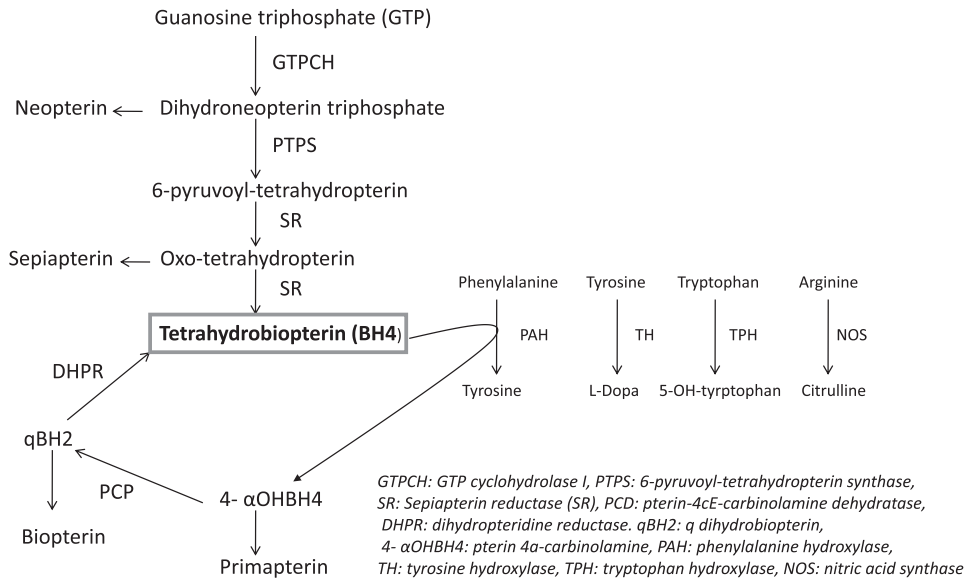 Guanosine triphosphate (GTP)
GTPCH
Neopterin
Dihydroneopterin triphosphate
PTPS
6-pyruvoyl-tetrahydropterin
SR
Sepiapterin
Oxo-tetrahydropterin
SR
Phenylalanine
Tyrosine
Tryptophan
Arginine
Tetrahydrobiopterin (BH4)
PAH
TH
TPH
NOS
DHPR
Tyrosine
L-Dopa
5-OH-tyrptophan
Citrulline
qBH2
PCP
4- αOHBH4
Biopterin
Primapterin
GTPCH: GTP cyclohydrolase I, PTPS: 6-pyruvoyl-tetrahydropterin synthase,
SR: Sepiapterin reductase (SR), PCD: pterin-4cE-carbinolamine dehydratase,
DHPR: dihydropteridine reductase. qBH2: q dihydrobiopterin,
4- αOHBH4: pterin 4a-carbinolamine, PAH: phenylalanine hydroxylase,
TH: tyrosine hydroxylase, TPH: tryptophan hydroxylase, NOS: nitric acid synthase